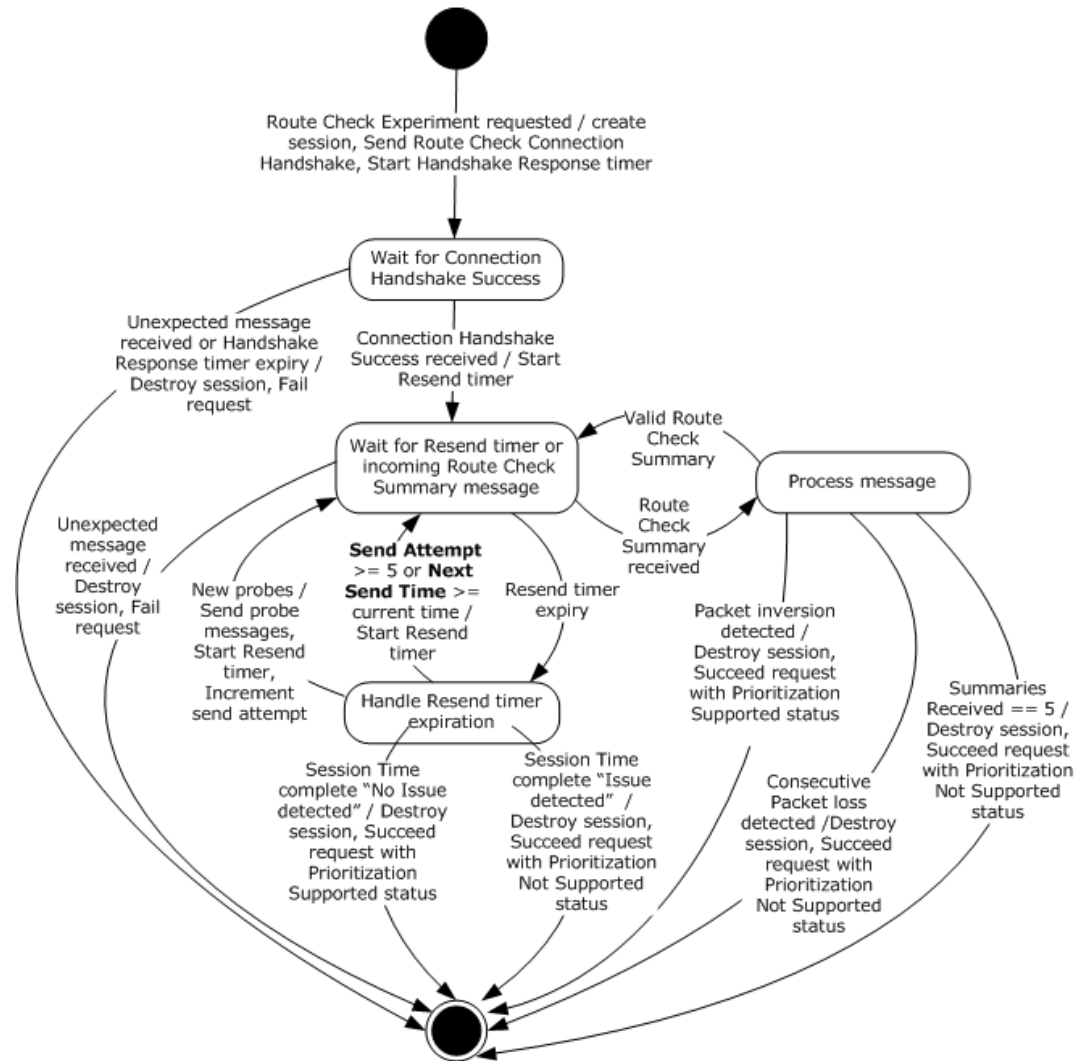 Route Check Experiment requested / create
session, Send Route Check Connection
Handshake, Start Handshake Response timer
Wait for Connection
Handshake Success
Unexpected message
received or Handshake
Response timer expiry /
Destroy session, Fail
request
Connection Handshake
Success received / Start
Resend timer
Valid Route
Check
Summary
Wait for Resend timer or
incoming Route Check
Summary message
Process message
Route
Check
Summary
received
Unexpected
message
received /
Destroy
session, Fail
request
New probes /
Send probe
messages,
Start Resend
timer,
Increment
send attempt
Send Attempt
>= 5 or Next
Send Time >=
current time /
Start Resend
timer
Resend timer
expiry
Packet inversion
detected /
Destroy session,
Succeed request
with Prioritization
Supported status
Handle Resend timer
expiration
Summaries
Received == 5 /
Destroy session,
Succeed request
with Prioritization
Not Supported
status
Session Time
complete “No Issue
detected” / Destroy
session, Succeed
request with
Prioritization
Supported status
Session Time
complete “Issue
detected” /
Destroy session,
Succeed request
with Prioritization
Not Supported
status
Consecutive
Packet loss
detected /Destroy
session, Succeed
request with
Prioritization
Not Supported
status